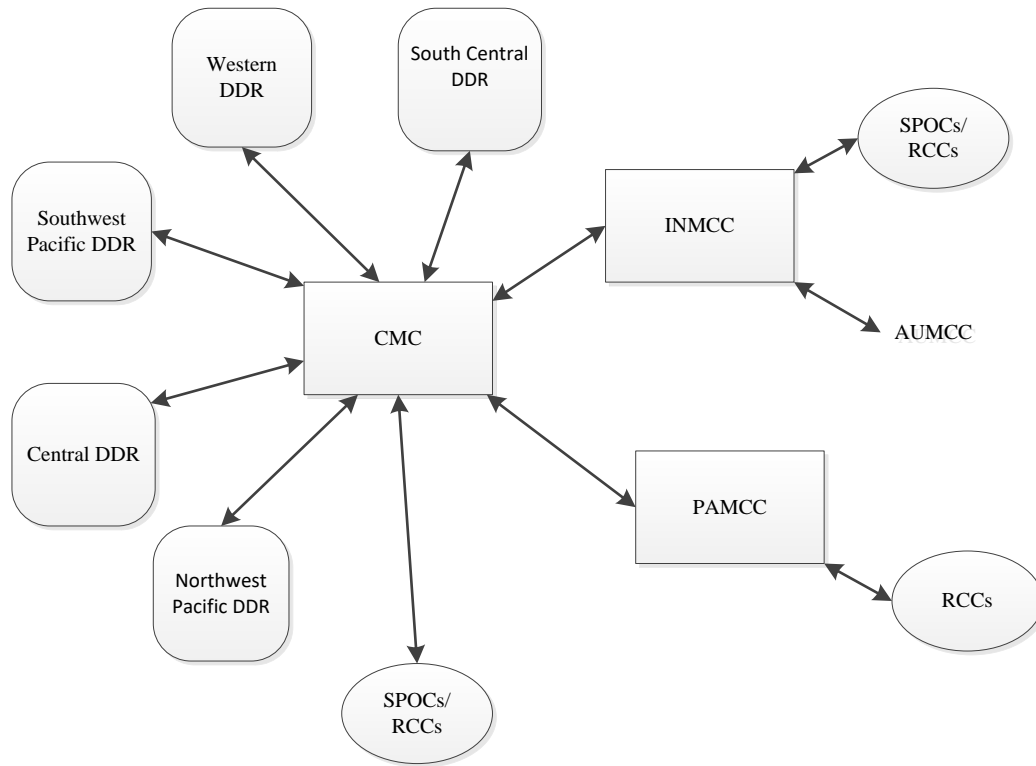 Western
DDR
South Central
DDR
SPOCs/
RCCs
Southwest
Pacific DDR
INMCC
CMC
AUMCC
Central DDR
PAMCC
Northwest
Pacific DDR
RCCs
SPOCs/
RCCs